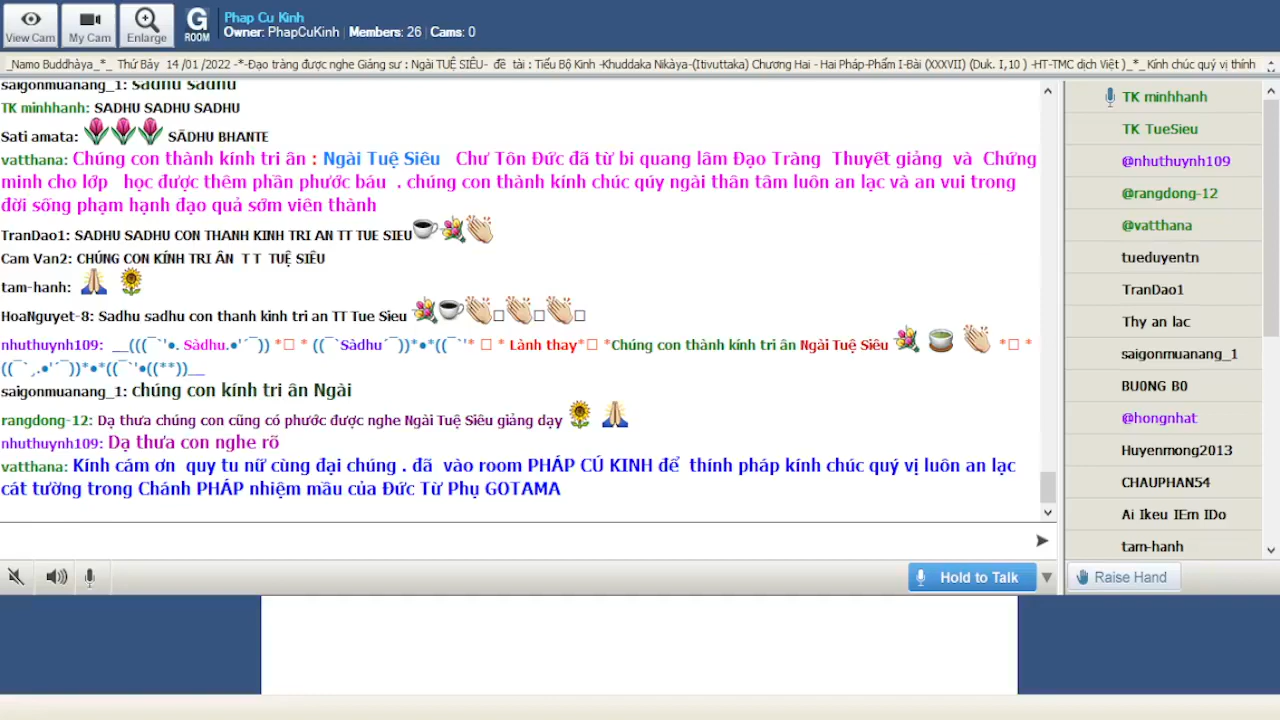 View Cam
My Cam
Enlarge
G
ROOM
Phap Cu Kinh
Owner: PhapCuKinh | Members: 26 | Cams: 0
_Namo Buddhàya_*_ Thứ Bảy 14 /01 /2022 -*-Đạo tràng được nghe Giảng sư : Ngài TUỆ SIÊU- đề tài : Tiểu Bộ Kinh -Khuddaka Nikàya-(Itivuttaka) Chương Hai - Hai Pháp-Phẩm I-Bài (XXXVII) (Duk. I,10 ) -HT-TMC dịch Việt )_*_Kính chúc quý vị thính
saigonmuanang_1: sadhu sadhu
TK minhhanh: SADHU SADHU SADHU
Sati amata: SĀDHU BHANTE
vatthana: Chúng con thành kính tri ân : Ngài Tuệ Siêu Chư Tôn Đức đã từ bi quang lâm Đạo Tràng Thuyết giảng và Chứng
minh cho lớp học được thêm phần phước báu . chúng con thành kính chúc qúy ngài thân tâm luôn an lạc và an vui trong
đời sống phạm hạnh đạo quả sớm viên thành
TranDao1: SADHU SADHU CON THANH KINH TRI AN TT TUE SIEU
Cam Van2: CHÚNG CON KÍNH TRI ÂN T T TUỆ SIÊU
tam-hanh:
HoaNguyet-8: Sadhu sadhu con thanh kinh tri an TT Tue Sieu
nhuthuynh109: __(((¯`'●. Sàdhu.●'´¯)) *▯ * ((¯`Sàdhu´¯))*●*((¯`'* ▯ * Lành thay*▯ *Chúng con thành kính tri ân Ngài Tuệ Siêu *▯ *
((¯`¸.●'´¯))*●*((¯`'●((**))__
saigonmuanang_1: chúng con kính tri ân Ngài
rangdong-12: Dạ thưa chúng con cũng có phước được nghe Ngài Tuệ Siêu giảng dạy
nhuthuynh109: Dạ thưa con nghe rõ
vatthana: Kính cám ơn quy tu nữ cùng đại chúng . đã vào room PHÁP CÚ KINH để thính pháp kính chúc quý vị luôn an lạc
cát tường trong Chánh PHÁP nhiệm mầu của Đức Từ Phụ GOTAMA
TK minhhanh
TK TueSieu
@nhuthuynh109
@rangdong-12
@vatthana
tueduyentn
TranDao1
Thy an lac
saigonmuanang_1
BU0NG B0
@hongnhat
Huyenmong2013
CHAUPHAN54
Ai Ikeu IEm IDo
tam-hanh
Hold to Talk
Raise Hand